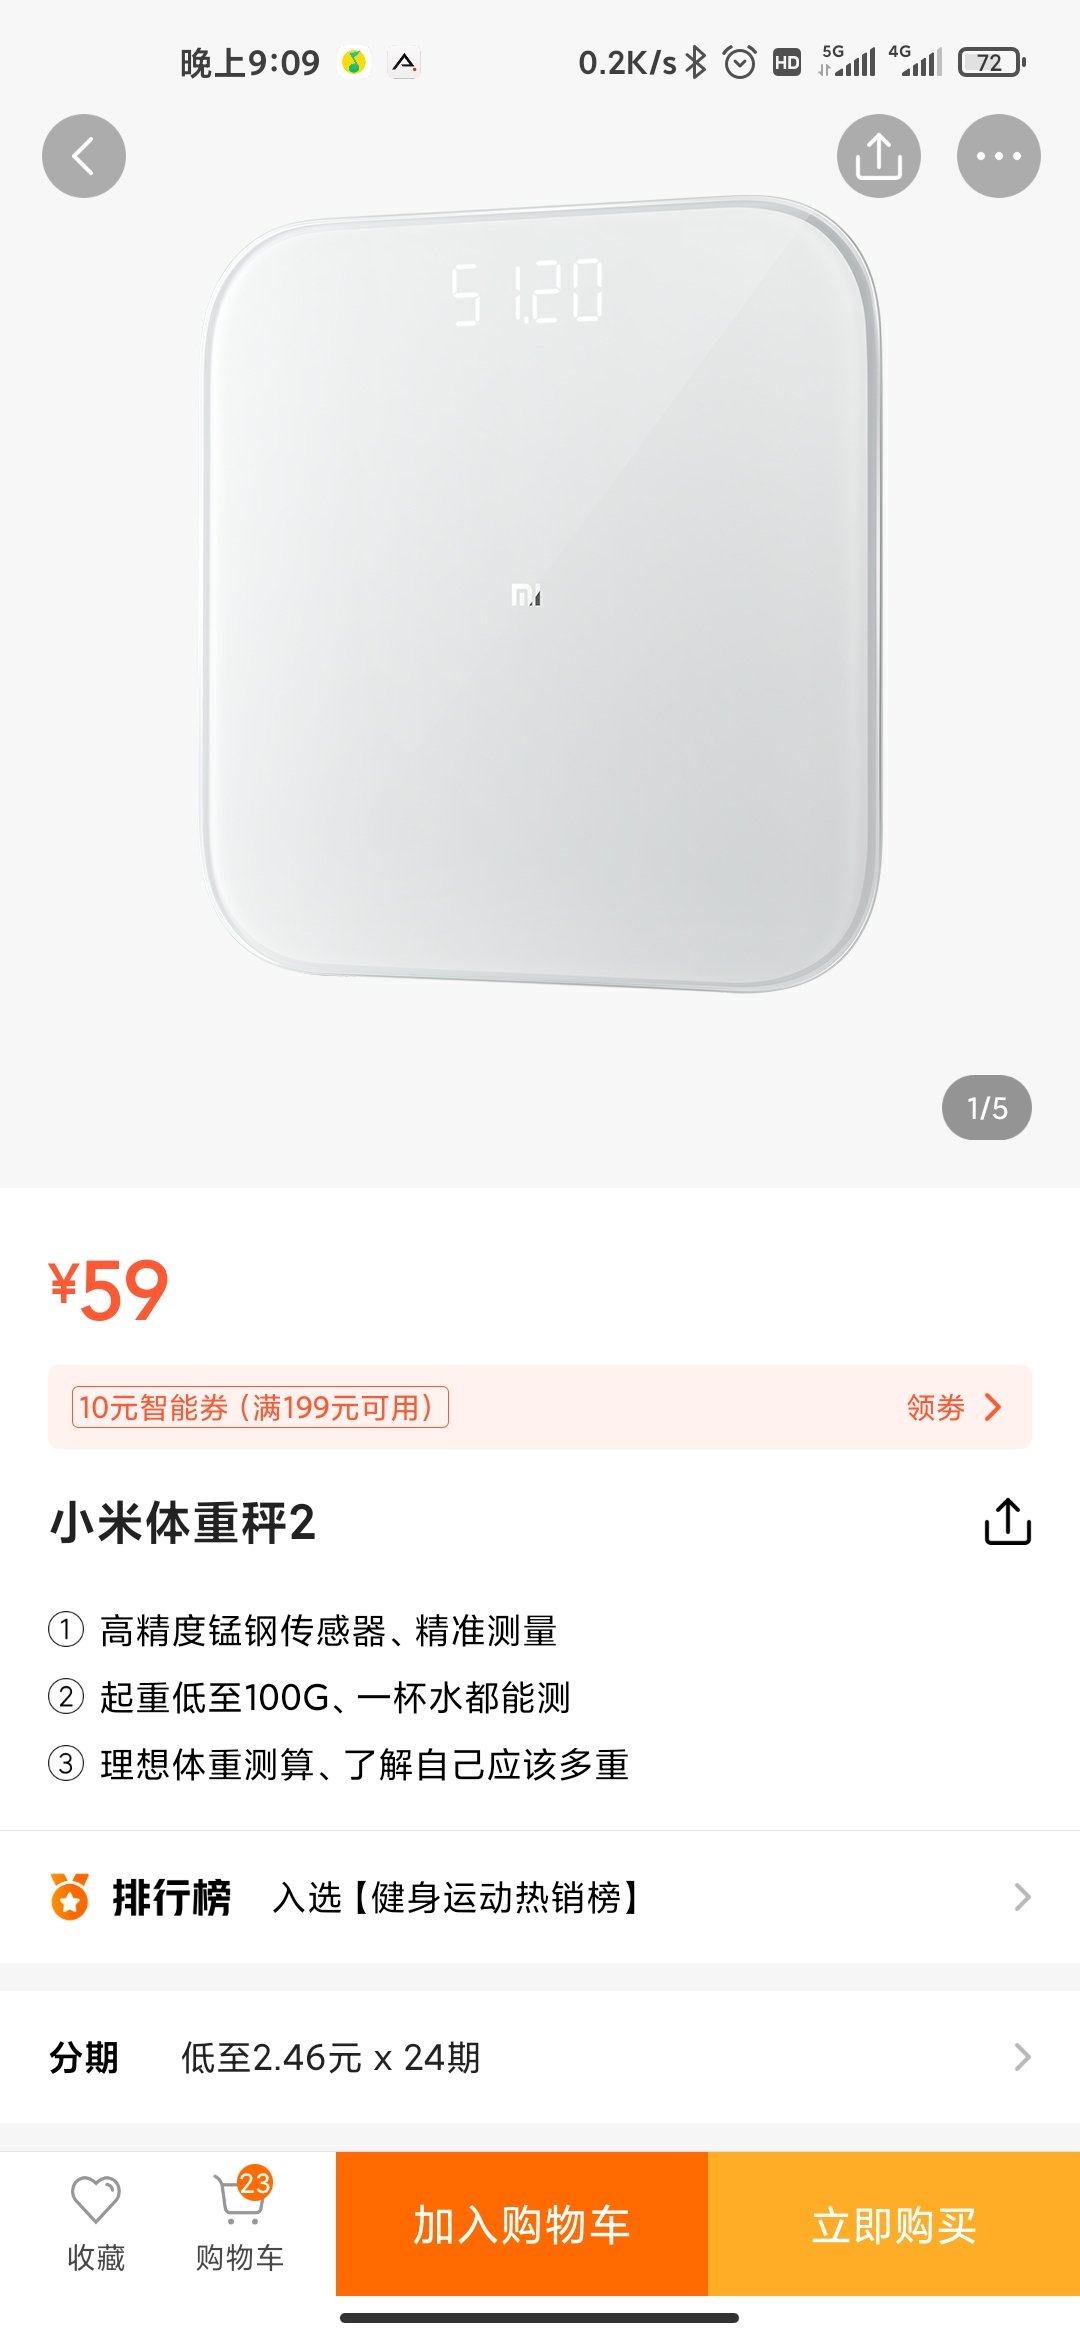 晚上9:09
0.2K/s HD 5G 4G 72
51.20
mi
1/5
¥59
10元智能券（满199元可用）
领券
小米体重秤2
① 高精度锰钢传感器、精准测量
② 起重低至100G、一杯水都能测
③ 理想体重测算、了解自己应该多重
排行榜 入选【健身运动热销榜】
分期 低至2.46元 x 24期
23
收藏 购物车 加入购物车 立即购买